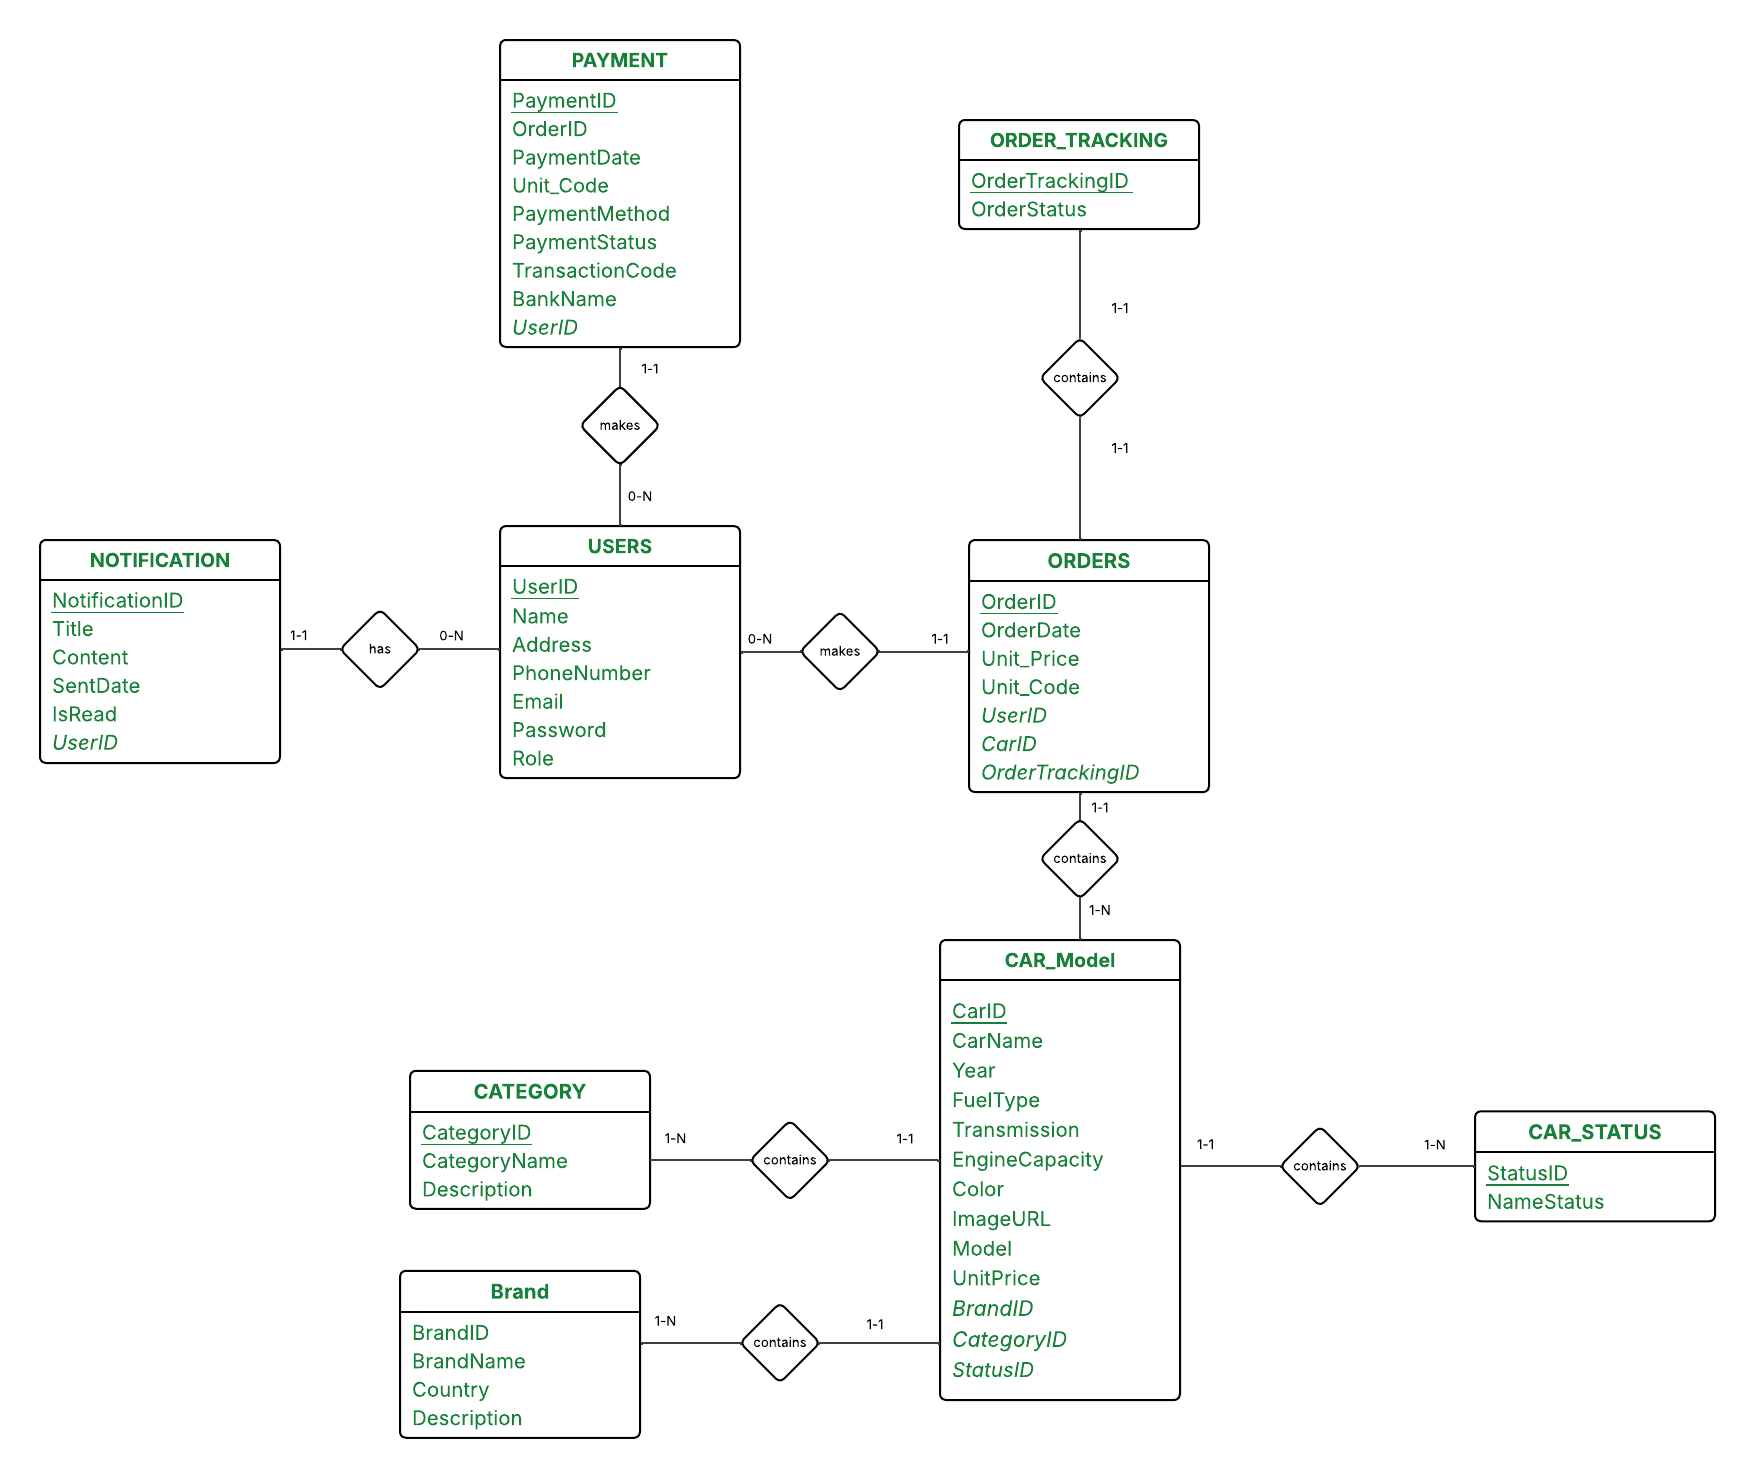 PAYMENT
PaymentID
OrderID
PaymentDate
Unit_Code
PaymentMethod
PaymentStatus
TransactionCode
BankName
UserID
ORDER_TRACKING
OrderTrackingID
OrderStatus
1-1
makes
0-N
1-1
contains
1-1
NOTIFICATION
NotificationID
Title
Content
SentDate
IsRead
UserID
1-1
has
0-N
USERS
UserID
Name
Address
PhoneNumber
Email
Password
Role
0-N
makes
1-1
ORDERS
OrderID
OrderDate
Unit_Price
Unit_Code
UserID
CarID
OrderTrackingID
1-1
contains
1-N
CAR_Model
CarID
CarName
Year
FuelType
Transmission
EngineCapacity
Color
ImageURL
Model
UnitPrice
BrandID
CategoryID
StatusID
CATEGORY
CategoryID
CategoryName
Description
1-N
contains
1-1
1-1
contains
1-N
CAR_STATUS
StatusID
NameStatus
Brand
BrandID
BrandName
Country
Description
1-N
contains
1-1